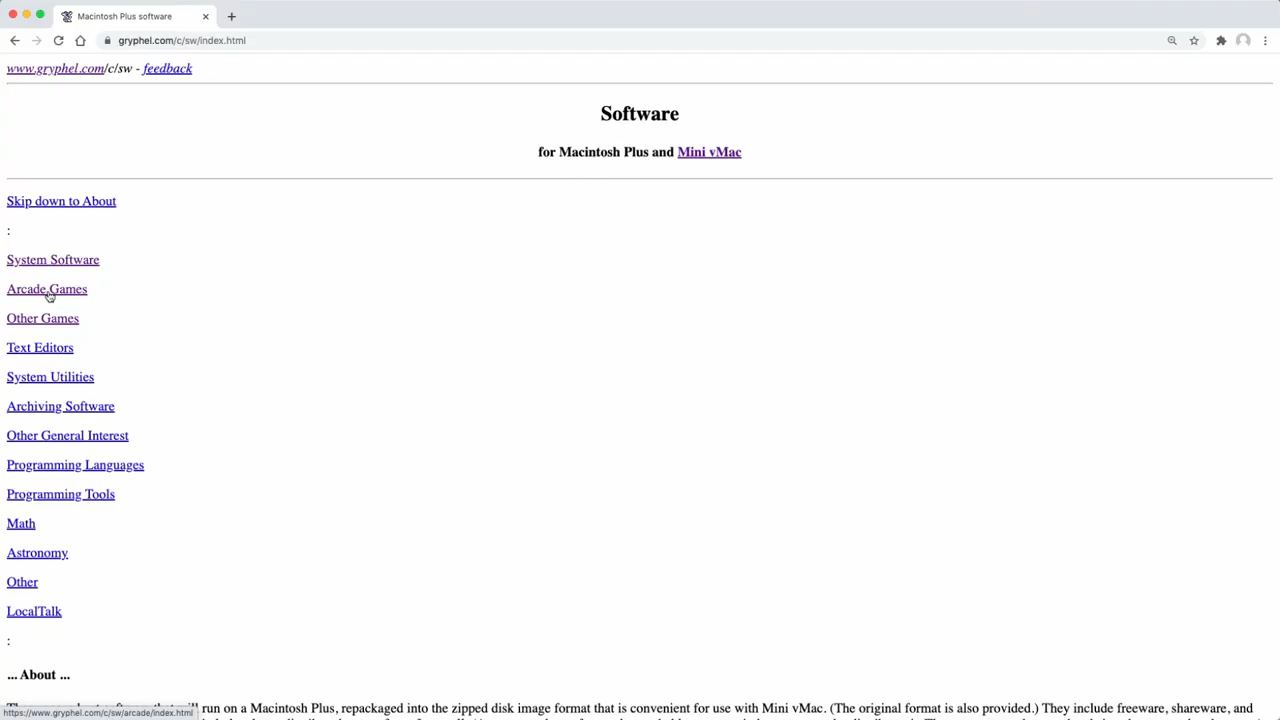 Macintosh Plus software
gryphel.com/c/sw/index.html
www.gryphel.com/c/sw - feedback
Software
for Macintosh Plus and Mini vMac
Skip down to About
:
System Software
Arcade Games
Other Games
Text Editors
System Utilities
Archiving Software
Other General Interest
Programming Languages
Programming Tools
Math
Astronomy
Other
LocalTalk
:
... About ...
run on a Macintosh Plus, repackaged into the zipped disk image format that is convenient for use with Mini vMac. (The original format is also provided.) They include freeware, shareware, and
https://www.gryphel.com/c/sw/arcade/index.html